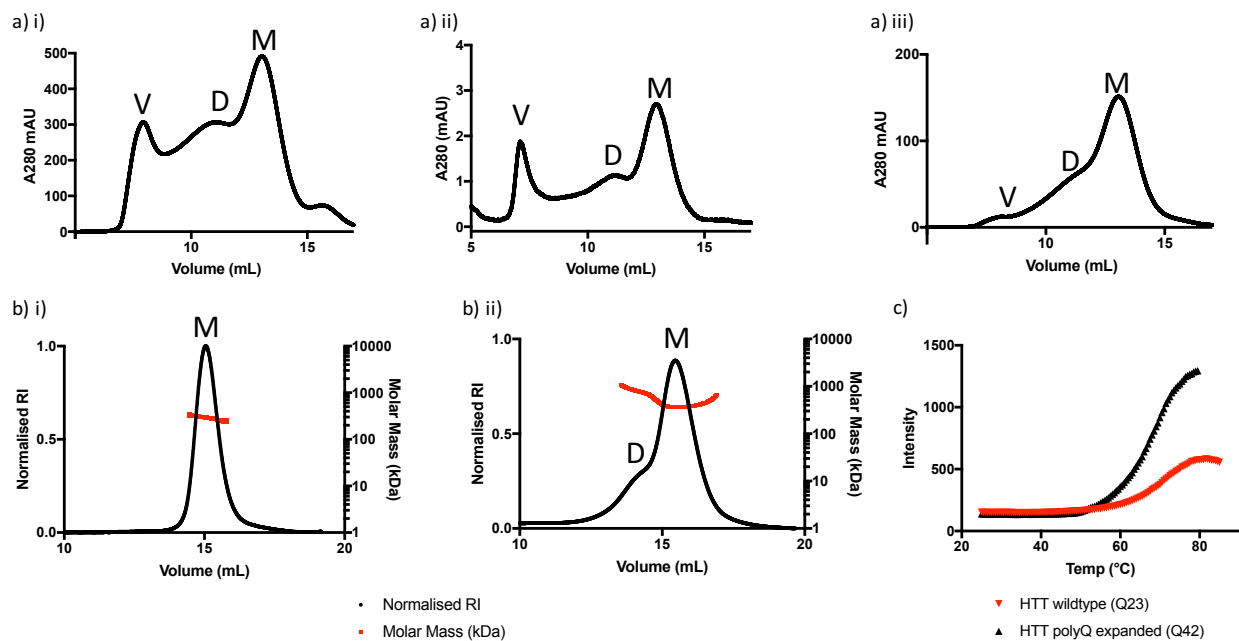 a) i)
A280 mAU
500
400
300
200
100
0
V
D
M
10
15
Volume (mL)
a) ii)
A280 (mAU)
4
3
2
1
0
V
D
M
5
10
15
Volume (mL)
a) iii)
A280 mAU
200
100
0
V
D
M
10
15
Volume (mL)
b) i)
M
Normalised RI
1.0
0.5
0.0
10
15
20
Volume (mL)
10000
1000
100
10
1
Molar Mass (kDa)
b) ii)
M
D
Normalised RI
1.0
0.5
0.0
10
15
20
Volume (mL)
10000
1000
100
10
1
Molar Mass (kDa)
c)
Intensity
1500
1000
500
0
20
40
60
80
Temp (°C)
Normalised RI
Molar Mass (kDa)
HTT wildtype (Q23)
HTT polyQ expanded (Q42)